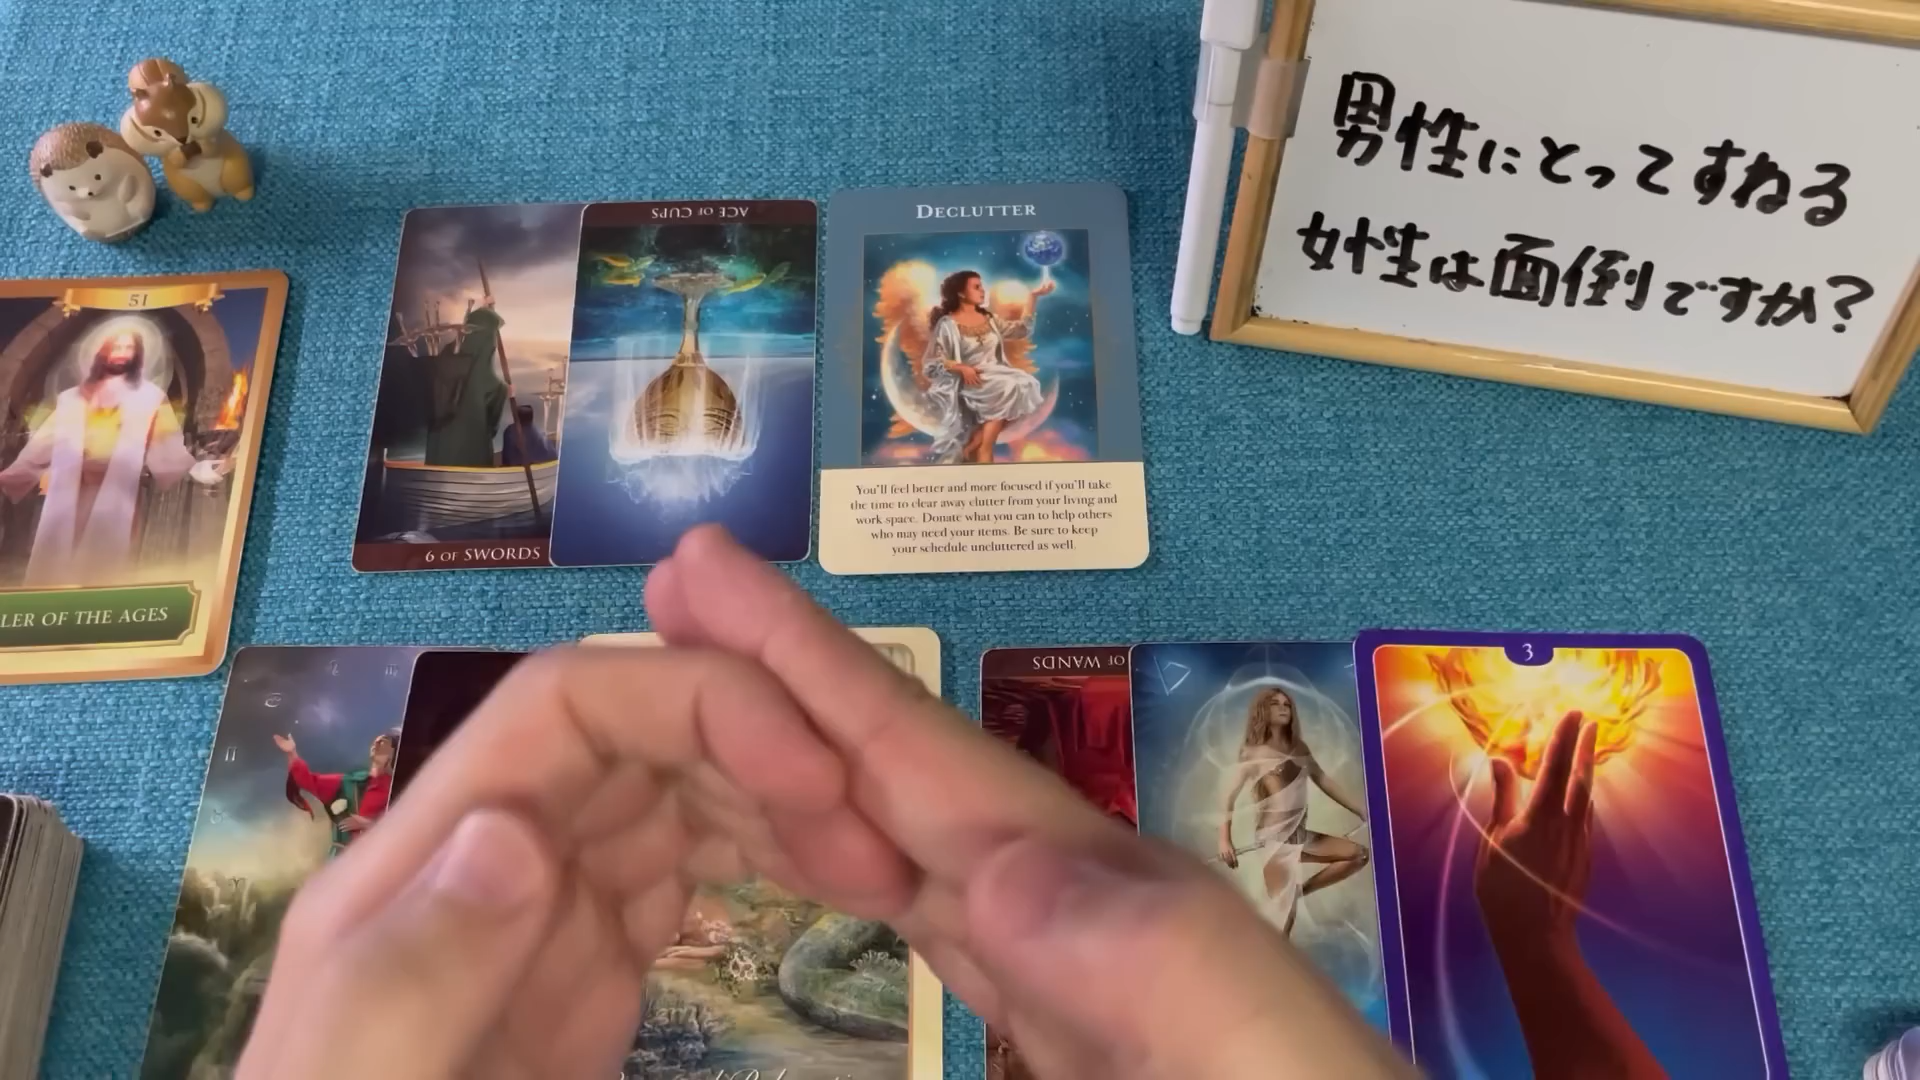 男性にとってすねる
女性は面倒ですか?
51
LER OF THE AGES
6 OF SWORDS
ACE OF CUPS
DECLUTTER
You'll feel better and more focused if you'll take
the time to clear away clutter from your living and
work space. Donate what you can to help others
who may need your items. Be sure to keep
your schedule uncluttered as well.
OF WANDS
3